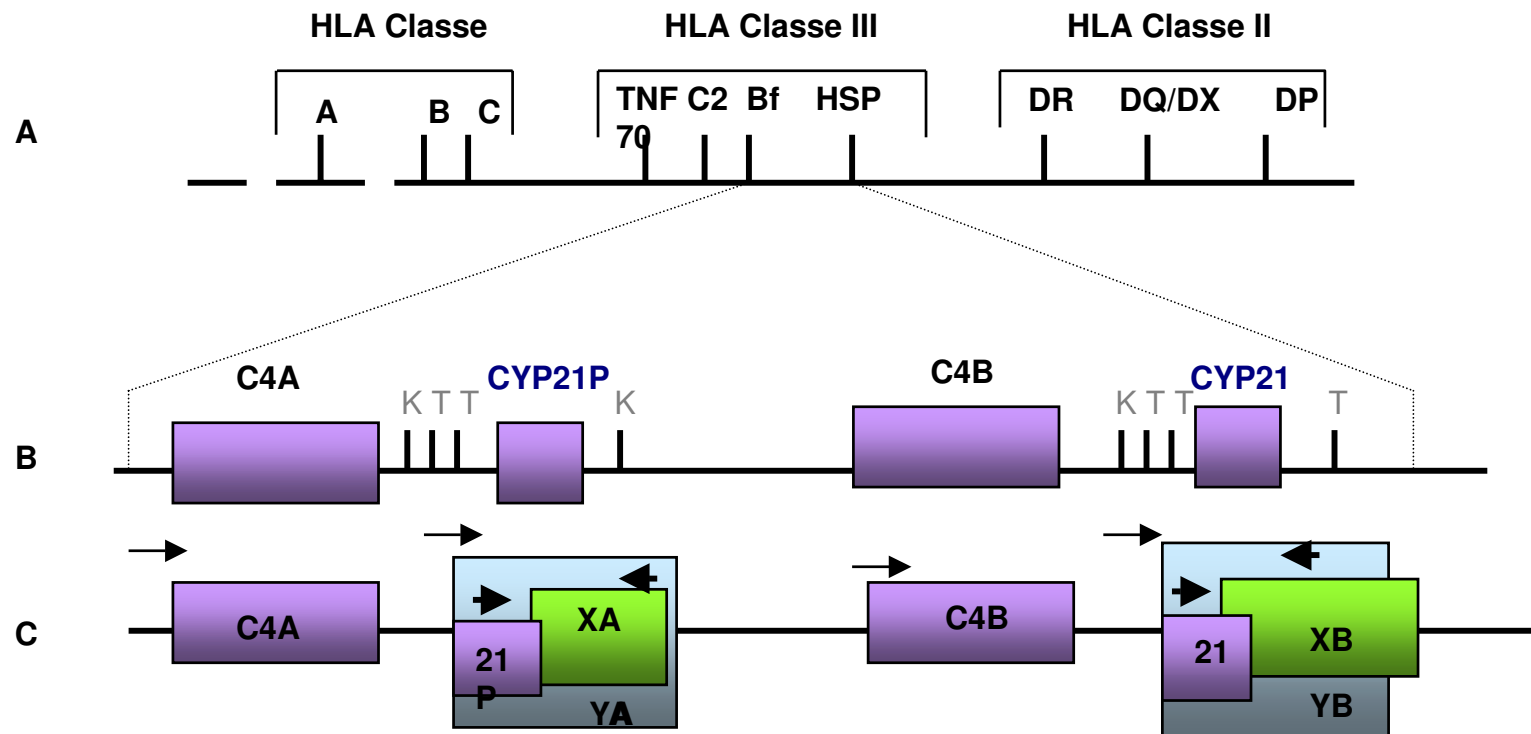 HLA Classe HLA Classe III HLA Classe II
A B C TNF C2 Bf HSP DR DQ/DX DP
70
A
C4A CYP21P C4B CYP21
K T T K K T T T
B
C4A XA C4B XB
C
21 21
P
YA YB